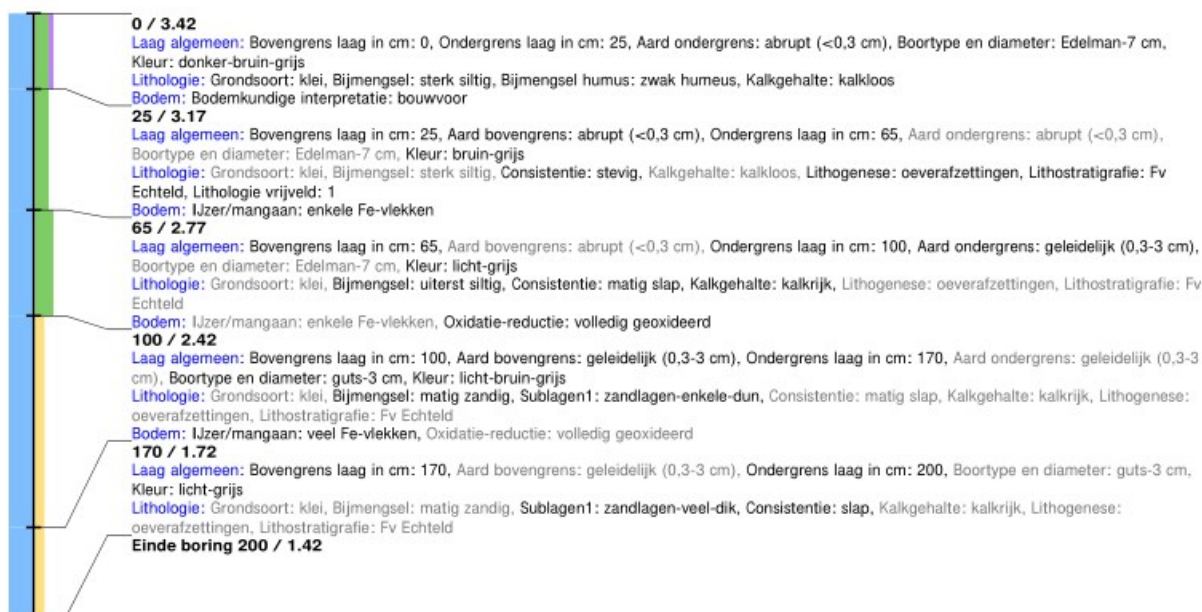 0 / 3.42
Laag algemeen: Bovengrens laag in cm: 0, Ondergrens laag in cm: 25, Aard ondergrens: abrupt (<0,3 cm), Boortype en diameter: Edelman-7 cm,
Kleur: donker-bruin-grijs
Lithologie: Grondsoort: klei, Bijmengsel: sterk siltig, Bijmengsel humus: zwak humeus, Kalkgehalte: kalkloos
Bodem: Bodemkundige interpretatie: bouwvoor
25 / 3.17
Laag algemeen: Bovengrens laag in cm: 25, Aard bovengrens: abrupt (<0,3 cm), Ondergrens laag in cm: 65, Aard ondergrens: abrupt (<0,3 cm),
Boortype en diameter: Edelman-7 cm, Kleur: bruin-grijs
Lithologie: Grondsoort: klei, Bijmengsel: sterk siltig, Consistentie: stevig, Kalkgehalte: kalkloos, Lithogenese: oeverafzettingen, Lithostratigrafie: Fv
Echteld, Lithologie vrijveld: 1
Bodem: IJzer/mangaan: enkele Fe-vlekken
65 / 2.77
Laag algemeen: Bovengrens laag in cm: 65, Aard bovengrens: abrupt (<0,3 cm), Ondergrens laag in cm: 100, Aard ondergrens: geleidelijk (0,3-3 cm),
Boortype en diameter: Edelman-7 cm, Kleur: licht-grijs
Lithologie: Grondsoort: klei, Bijmengsel: uiterst siltig, Consistentie: matig slap, Kalkgehalte: kalkrijk, Lithogenese: oeverafzettingen, Lithostratigrafie: Fv
Echteld
Bodem: IJzer/mangaan: enkele Fe-vlekken, Oxidatie-reductie: volledig geoxideerd
100 / 2.42
Laag algemeen: Bovengrens laag in cm: 100, Aard bovengrens: geleidelijk (0,3-3 cm), Ondergrens laag in cm: 170, Aard ondergrens: geleidelijk (0,3-3
cm), Boortype en diameter: guts-3 cm, Kleur: licht-bruin-grijs
Lithologie: Grondsoort: klei, Bijmengsel: matig zandig, Sublagen1: zandlagen-enkele-dun, Consistentie: matig slap, Kalkgehalte: kalkrijk, Lithogenese:
oeverafzettingen, Lithostratigrafie: Fv Echteld
Bodem: IJzer/mangaan: veel Fe-vlekken, Oxidatie-reductie: volledig geoxideerd
170 / 1.72
Laag algemeen: Bovengrens laag in cm: 170, Aard bovengrens: geleidelijk (0,3-3 cm), Ondergrens laag in cm: 200, Boortype en diameter: guts-3 cm,
Kleur: licht-grijs
Lithologie: Grondsoort: klei, Bijmengsel: matig zandig, Sublagen1: zandlagen-veel-dik, Consistentie: slap, Kalkgehalte: kalkrijk, Lithogenese:
oeverafzettingen, Lithostratigrafie: Fv Echteld
Einde boring 200 / 1.42